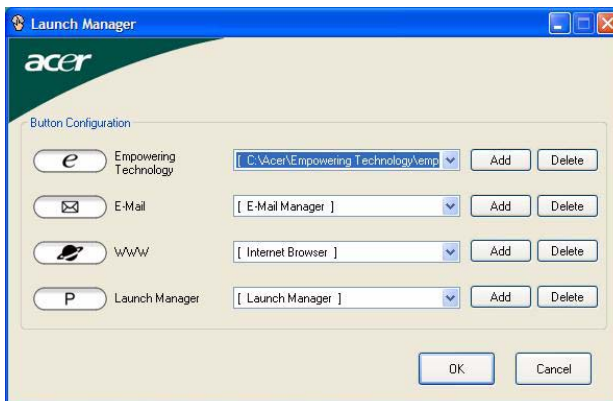 Launch Manager
acer
Button Configuration
e Empowering Technology [ C:\Acer\Empowering Technology\emp Add Delete
E-Mail [ E-Mail Manager ] Add Delete
WWW [ Internet Browser ] Add Delete
P Launch Manager [ Launch Manager ] Add Delete
OK Cancel